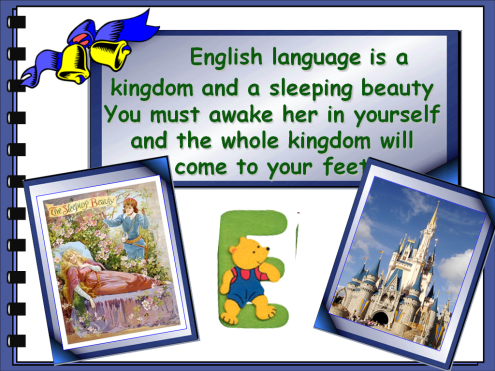 English language is a
kingdom and a sleeping beauty
You must awake her in yourself
and the whole kingdom will
come to your feet
The Sleeping Beauty
E